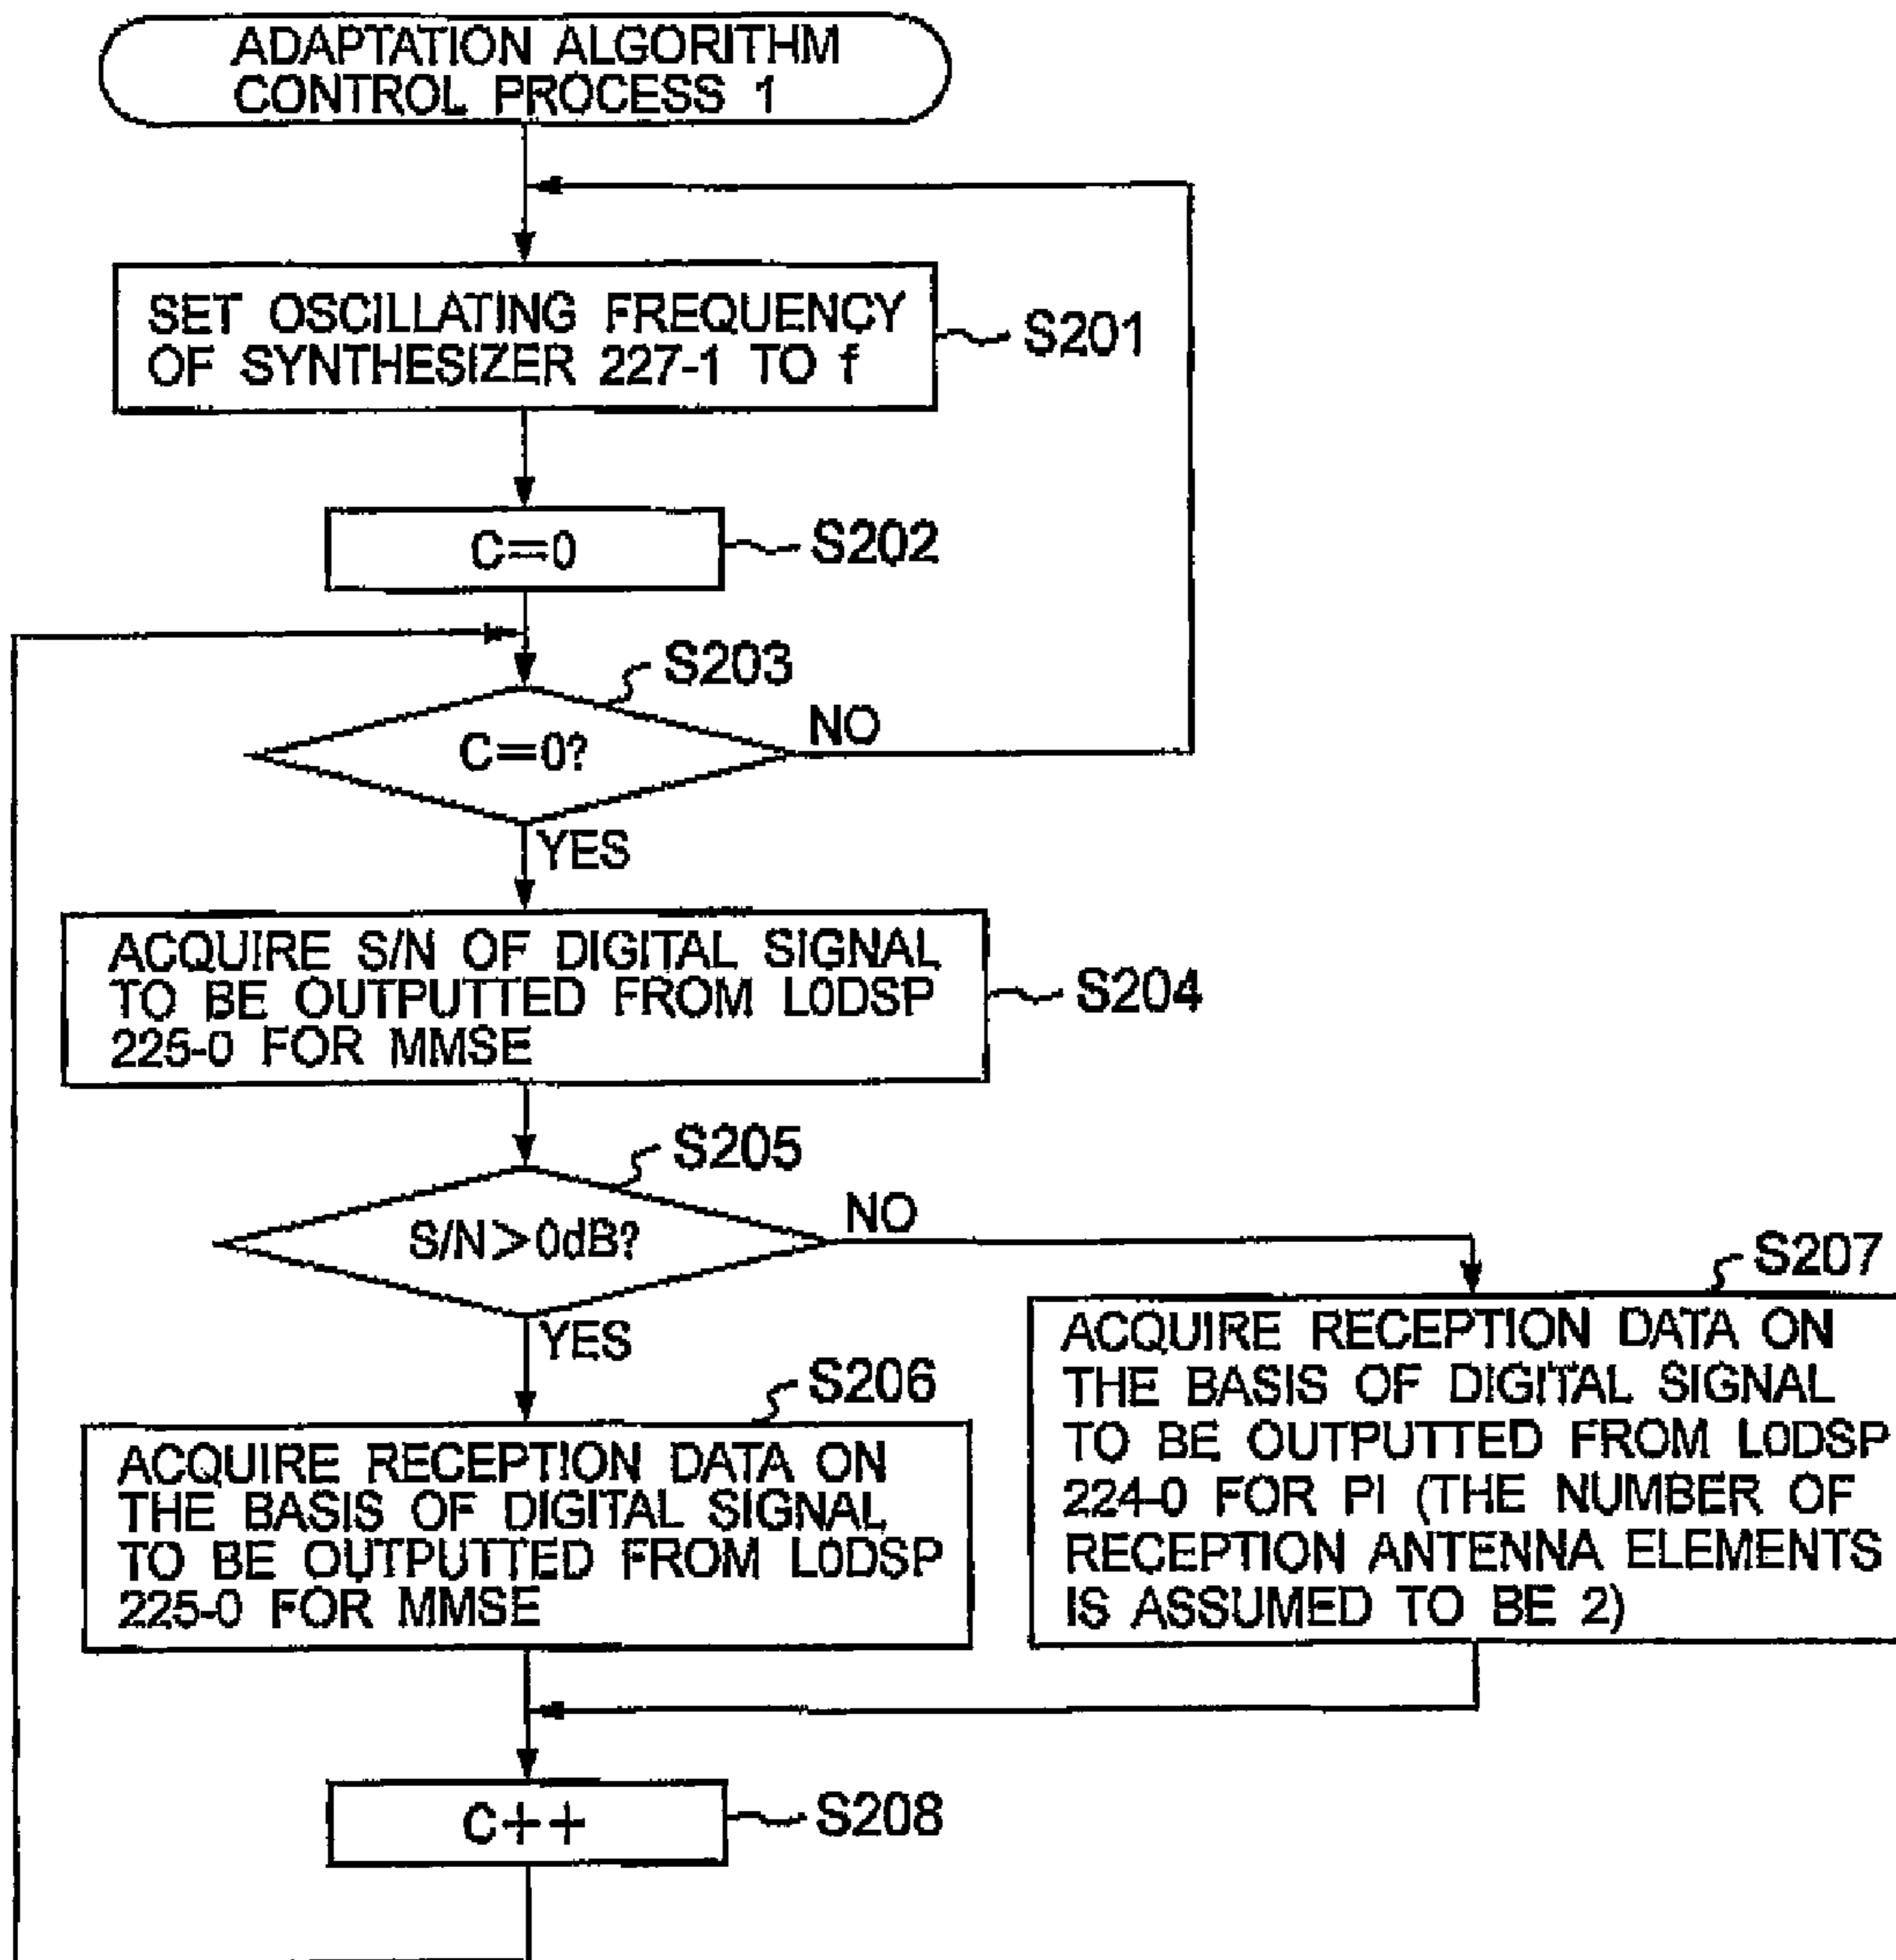 ADAPTATION ALGORITHM
CONTROL PROCESS 1
SET OSCILLATING FREQUENCY
OF SYNTHESIZER 227-1 TO f
S201
C=0
S202
S203
C=0?
NO
YES
ACQUIRE S/N OF DIGITAL SIGNAL
TO BE OUTPUTTED FROM L0DSP
225-0 FOR MMSE
S204
S205
S/N>0dB?
NO
YES
S207
ACQUIRE RECEPTION DATA ON
THE BASIS OF DIGITAL SIGNAL
TO BE OUTPUTTED FROM L0DSP
224-0 FOR PI (THE NUMBER OF
RECEPTION ANTENNA ELEMENTS
IS ASSUMED TO BE 2)
S206
ACQUIRE RECEPTION DATA ON
THE BASIS OF DIGITAL SIGNAL
TO BE OUTPUTTED FROM L0DSP
225-0 FOR MMSE
C++
S208